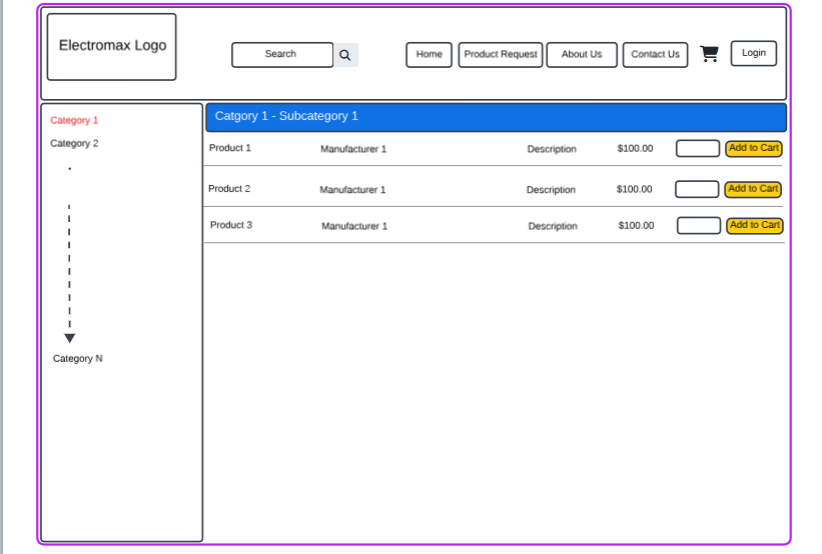 Electromax Logo
Search
Home
Product Request
About Us
Contact Us
Login
Category 1
Category 2
Category N
Catgory 1 - Subcategory 1
Product 1 Manufacturer 1 Description $100.00 Add to Cart
Product 2 Manufacturer 1 Description $100.00 Add to Cart
Product 3 Manufacturer 1 Description $100.00 Add to Cart